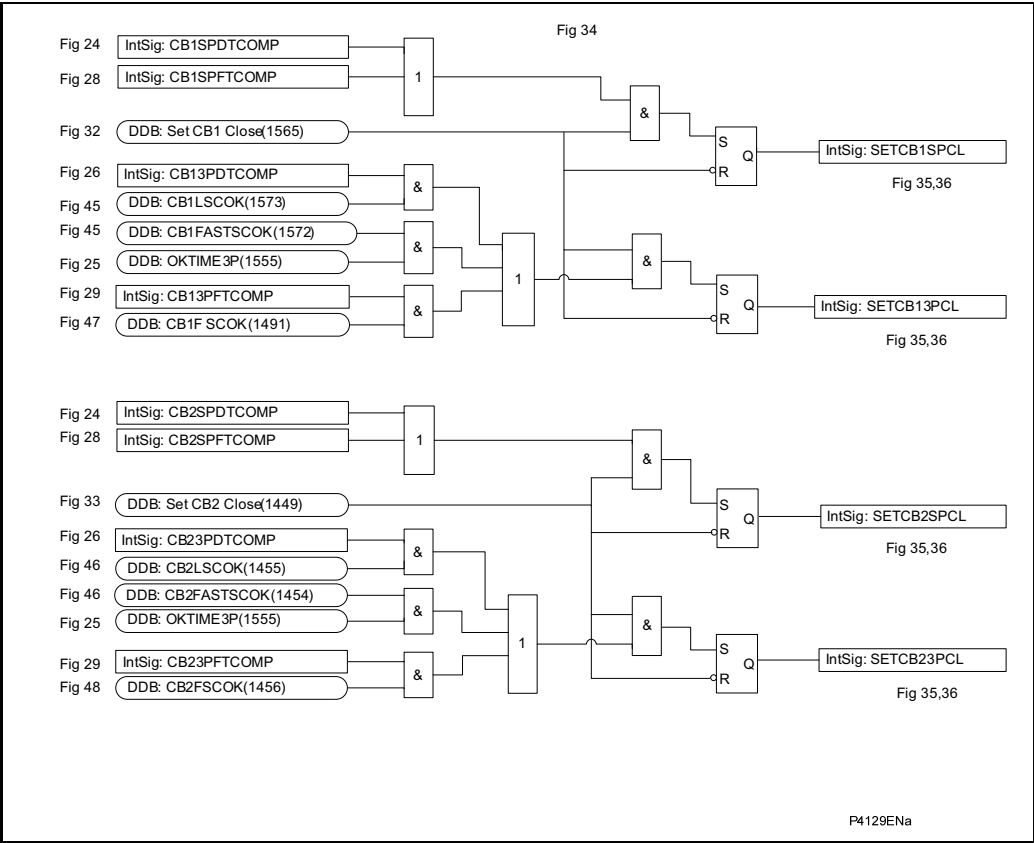 Fig 34
Fig 24 IntSig: CB1SPDTCOMP
1
Fig 28 IntSig: CB1SPFTCOMP
&
Fig 32 DDB: Set CB1 Close(1565)
S
Q
R
IntSig: SETCB1SPCL
Fig 35,36
Fig 26 IntSig: CB13PDTCOMP
&
Fig 45 DDB: CB1LSCOK(1573)
Fig 45 DDB: CB1FASTSCOK(1572)
&
Fig 25 DDB: OKTIME3P(1555)
1
&
Fig 29 IntSig: CB13PFTCOMP
&
Fig 47 DDB: CB1F SCOK(1491)
S
Q
R
IntSig: SETCB13PCL
Fig 35,36
Fig 24 IntSig: CB2SPDTCOMP
1
Fig 28 IntSig: CB2SPFTCOMP
&
Fig 33 DDB: Set CB2 Close(1449)
S
Q
R
IntSig: SETCB2SPCL
Fig 35,36
Fig 26 IntSig: CB23PDTCOMP
&
Fig 46 DDB: CB2LSCOK(1455)
Fig 46 DDB: CB2FASTSCOK(1454)
&
Fig 25 DDB: OKTIME3P(1555)
1
&
Fig 29 IntSig: CB23PFTCOMP
&
Fig 48 DDB: CB2FSCOK(1456)
S
Q
R
IntSig: SETCB23PCL
Fig 35,36
P4129ENa